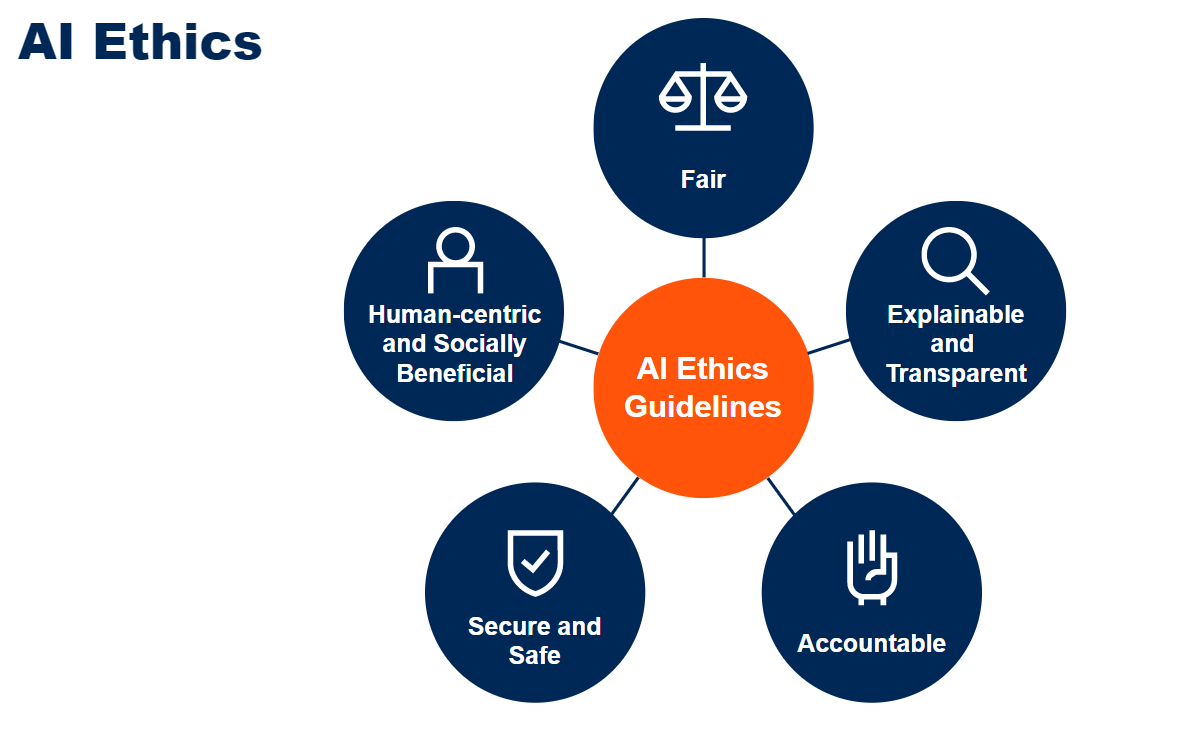 AI Ethics
Fair
Human-centric
and Socially
Beneficial
Explainable
and
Transparent
AI Ethics
Guidelines
Secure and
Safe
Accountable